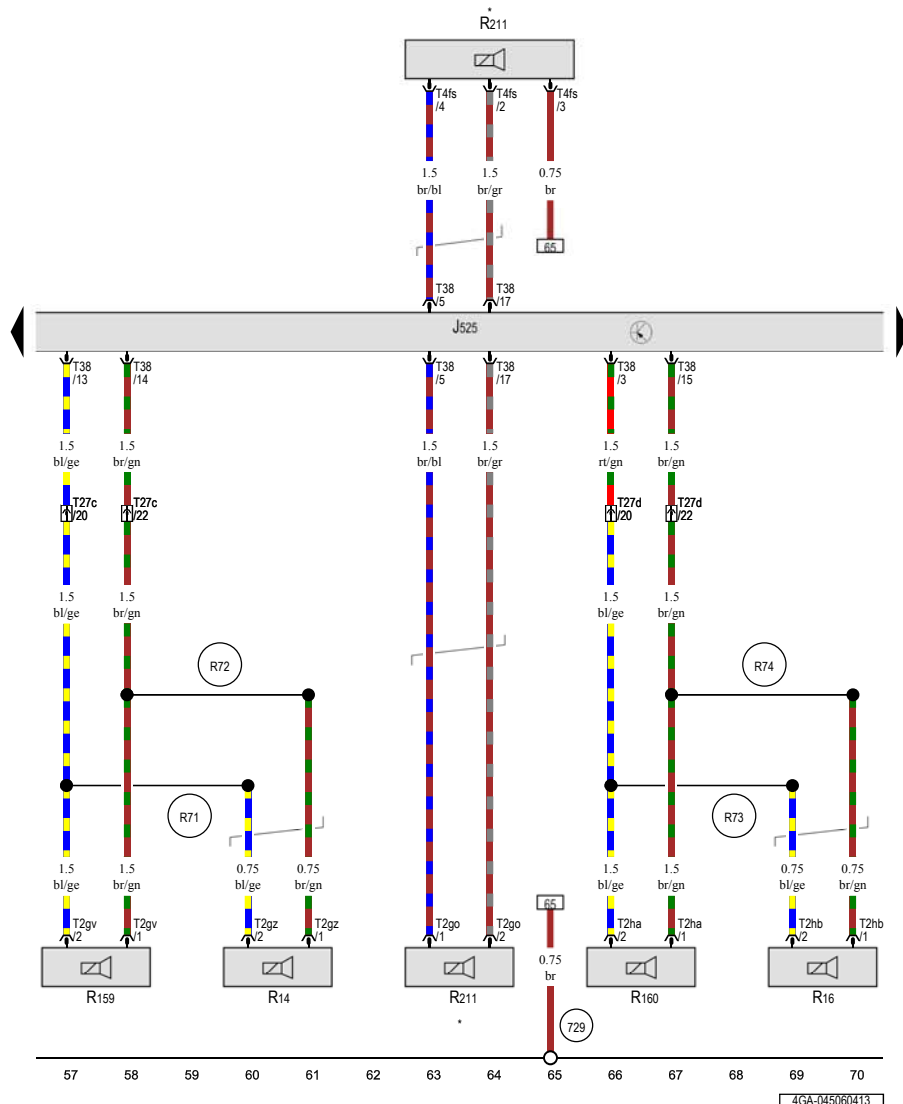 *
R211
T4fs
/4
T4fs
/2
T4fs
/3
1.5
br/bl
1.5
br/gr
0.75
br
65
T38
/5
T38
/17
J525
T38
/13
T38
/14
T38
/5
T38
/17
T38
/3
T38
/15
1.5
bl/ge
1.5
br/gn
1.5
br/bl
1.5
br/gr
1.5
rt/gn
1.5
br/gn
T27c
/20
T27c
/22
T27d
/20
T27d
/22
1.5
bl/ge
1.5
br/gn
1.5
bl/ge
1.5
br/gn
R72
R74
R71
R73
1.5
bl/ge
1.5
br/gn
0.75
bl/ge
0.75
br/gn
1.5
bl/ge
1.5
br/gn
0.75
bl/ge
0.75
br/gn
65
T2gv
/2
T2gv
/1
T2gz
/2
T2gz
/1
T2go
/1
T2go
/2
T2ha
/2
T2ha
/1
T2hb
/2
T2hb
/1
0.75
br
R159
R14
R211
R160
R16
*
729
57 58 59 60 61 62 63 64 65 66 67 68 69 70
4GA-045060413